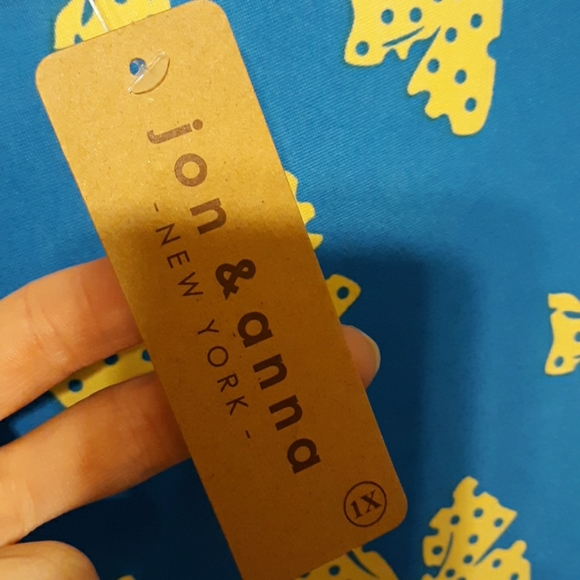 jon & anna
-NEW YORK-
1X